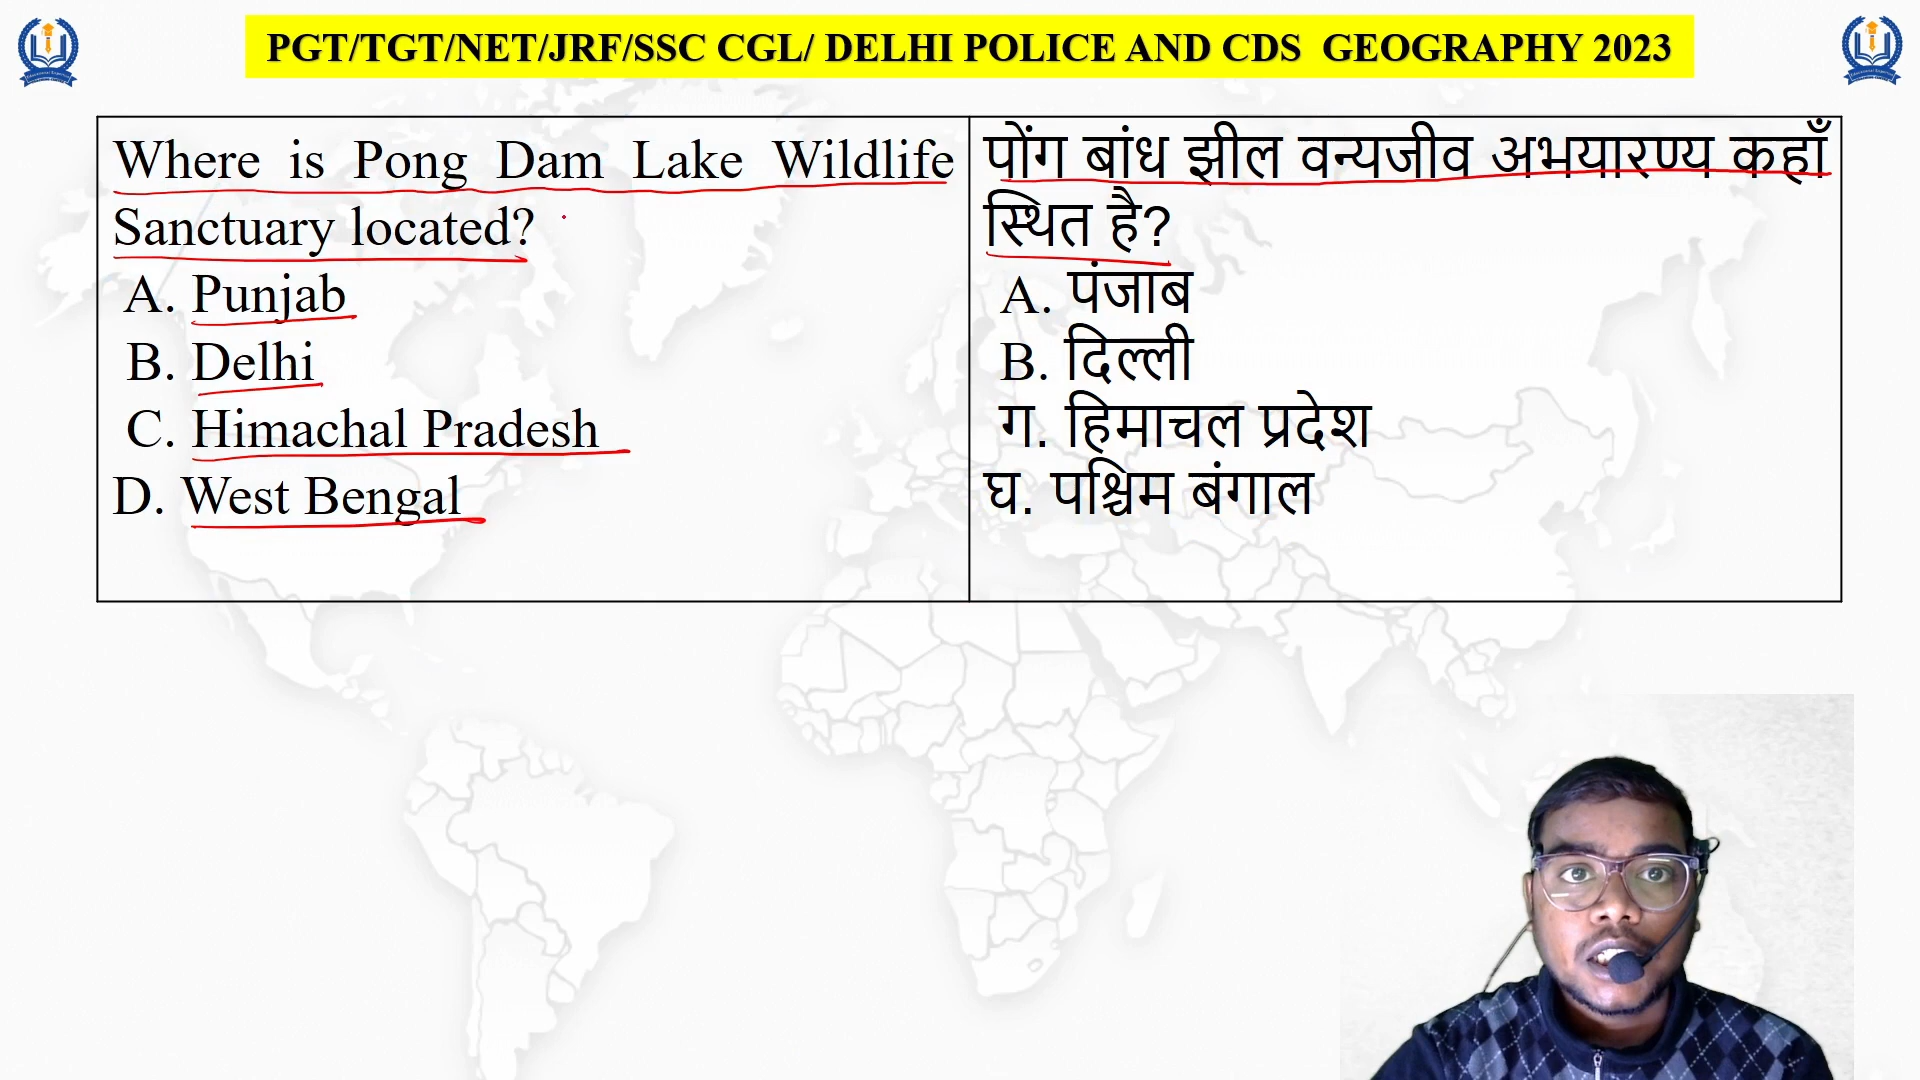 PGT/TGT/NET/JRF/SSC CGL/ DELHI POLICE AND CDS GEOGRAPHY 2023
Where is Pong Dam Lake Wildlife
Sanctuary located?
A. Punjab
B. Delhi
C. Himachal Pradesh
D. West Bengal
पोंग बांध झील वन्यजीव अभयारण्य कहाँ
स्थित है?
A. पंजाब
B. दिल्ली
ग. हिमाचल प्रदेश
घ. पश्चिम बंगाल